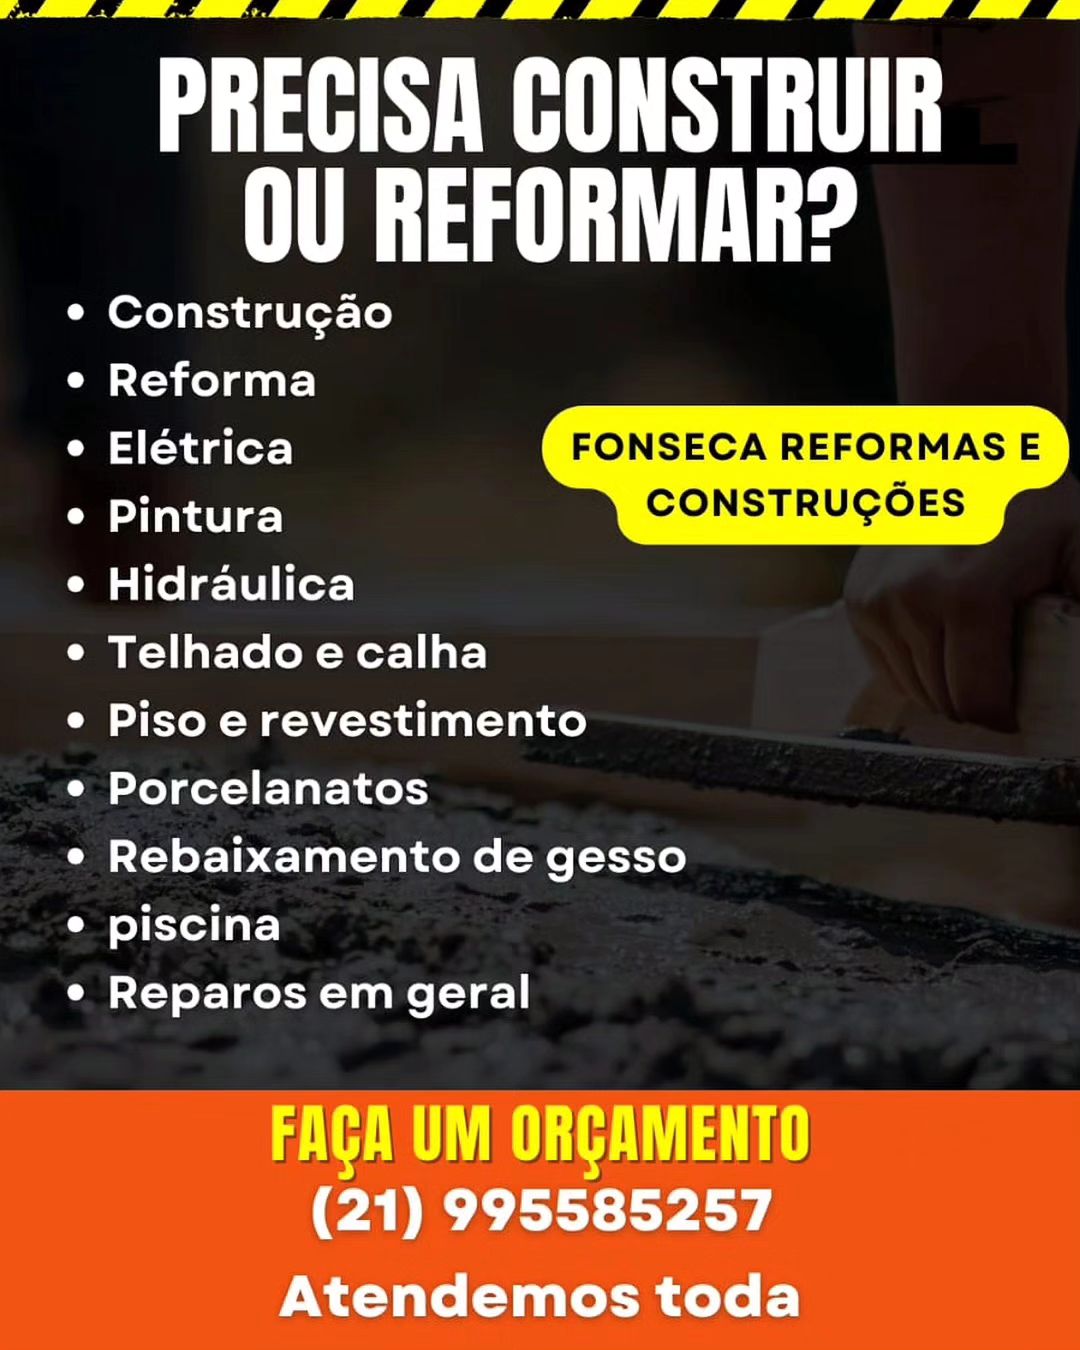 PRECISA CONSTRUIR
OU REFORMAR?
• Construção
• Reforma
• Elétrica
• Pintura
• Hidráulica
• Telhado e calha
• Piso e revestimento
• Porcelanatos
• Rebaixamento de gesso
• piscina
• Reparos em geral
FONSECA REFORMAS E
CONSTRUÇÕES
FAÇA UM ORÇAMENTO
(21) 995585257
Atendemos toda